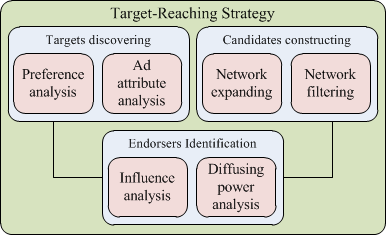 Target-Reaching Strategy
Targets discovering
Preference
analysis
Ad
attribute
analysis
Candidates constructing
Network
expanding
Network
filtering
Endorsers Identification
Influence
analysis
Diffusing
power
analysis